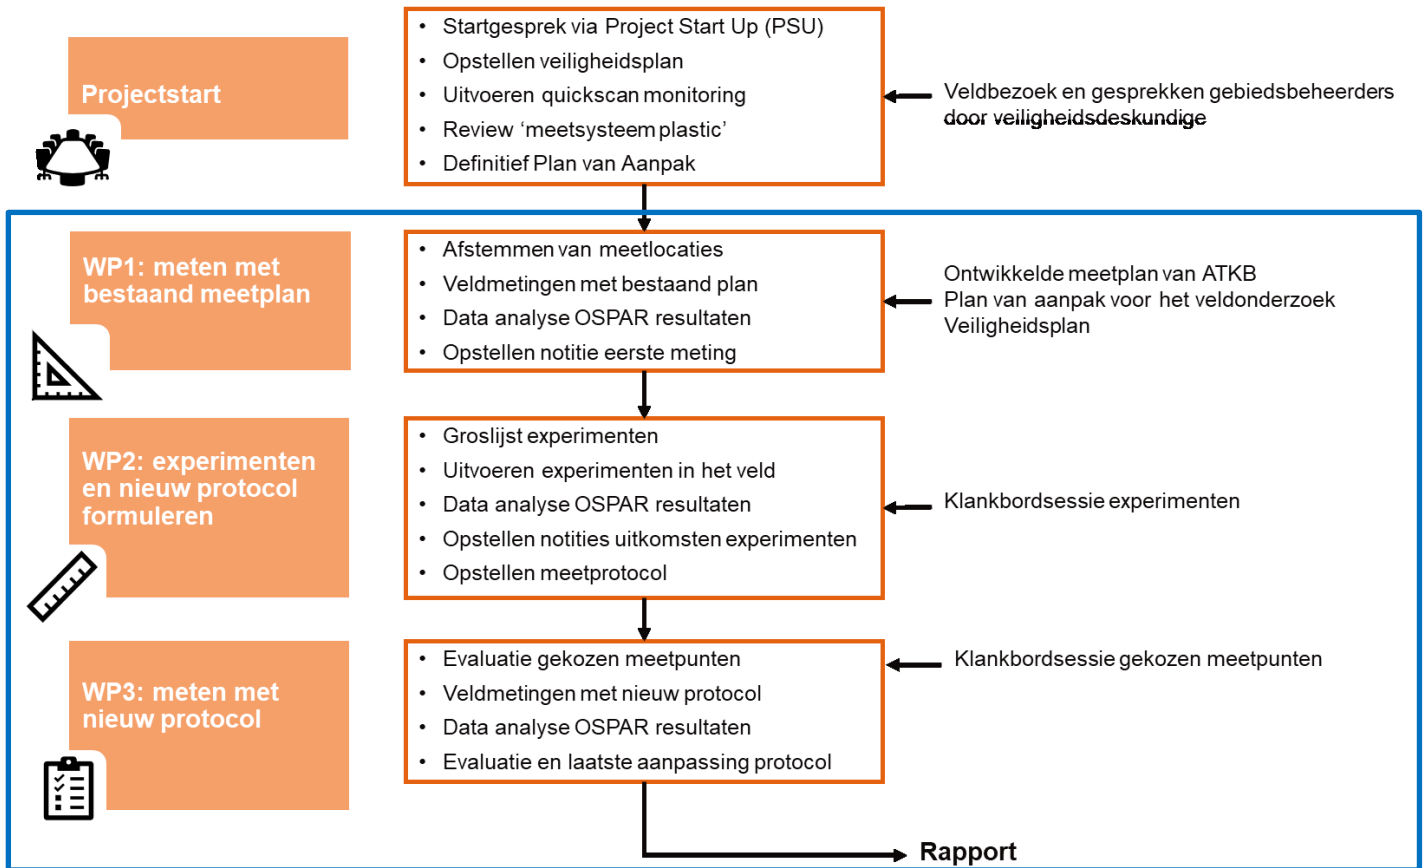 Projectstart
• Startgesprek via Project Start Up (PSU)
• Opstellen veiligheidsplan
• Uitvoeren quickscan monitoring
• Review ‘meetsysteem plastic’
• Definitief Plan van Aanpak
Veldbezoek en gesprekken gebiedsbeheerders
door veiligheidsdeskundige
WP1: meten met
bestaand meetplan
• Afstemmen van meetlocaties
• Veldmetingen met bestaand plan
• Data analyse OSPAR resultaten
• Opstellen notitie eerste meting
Ontwikkelde meetplan van ATKB
Plan van aanpak voor het veldonderzoek
Veiligheidsplan
WP2: experimenten
en nieuw protocol
formuleren
• Groslijst experimenten
• Uitvoeren experimenten in het veld
• Data analyse OSPAR resultaten
• Opstellen notities uitkomsten experimenten
• Opstellen meetprotocol
Klankbordsessie experimenten
WP3: meten met
nieuw protocol
• Evaluatie gekozen meetpunten
• Veldmetingen met nieuw protocol
• Data analyse OSPAR resultaten
• Evaluatie en laatste aanpassing protocol
Klankbordsessie gekozen meetpunten
Rapport